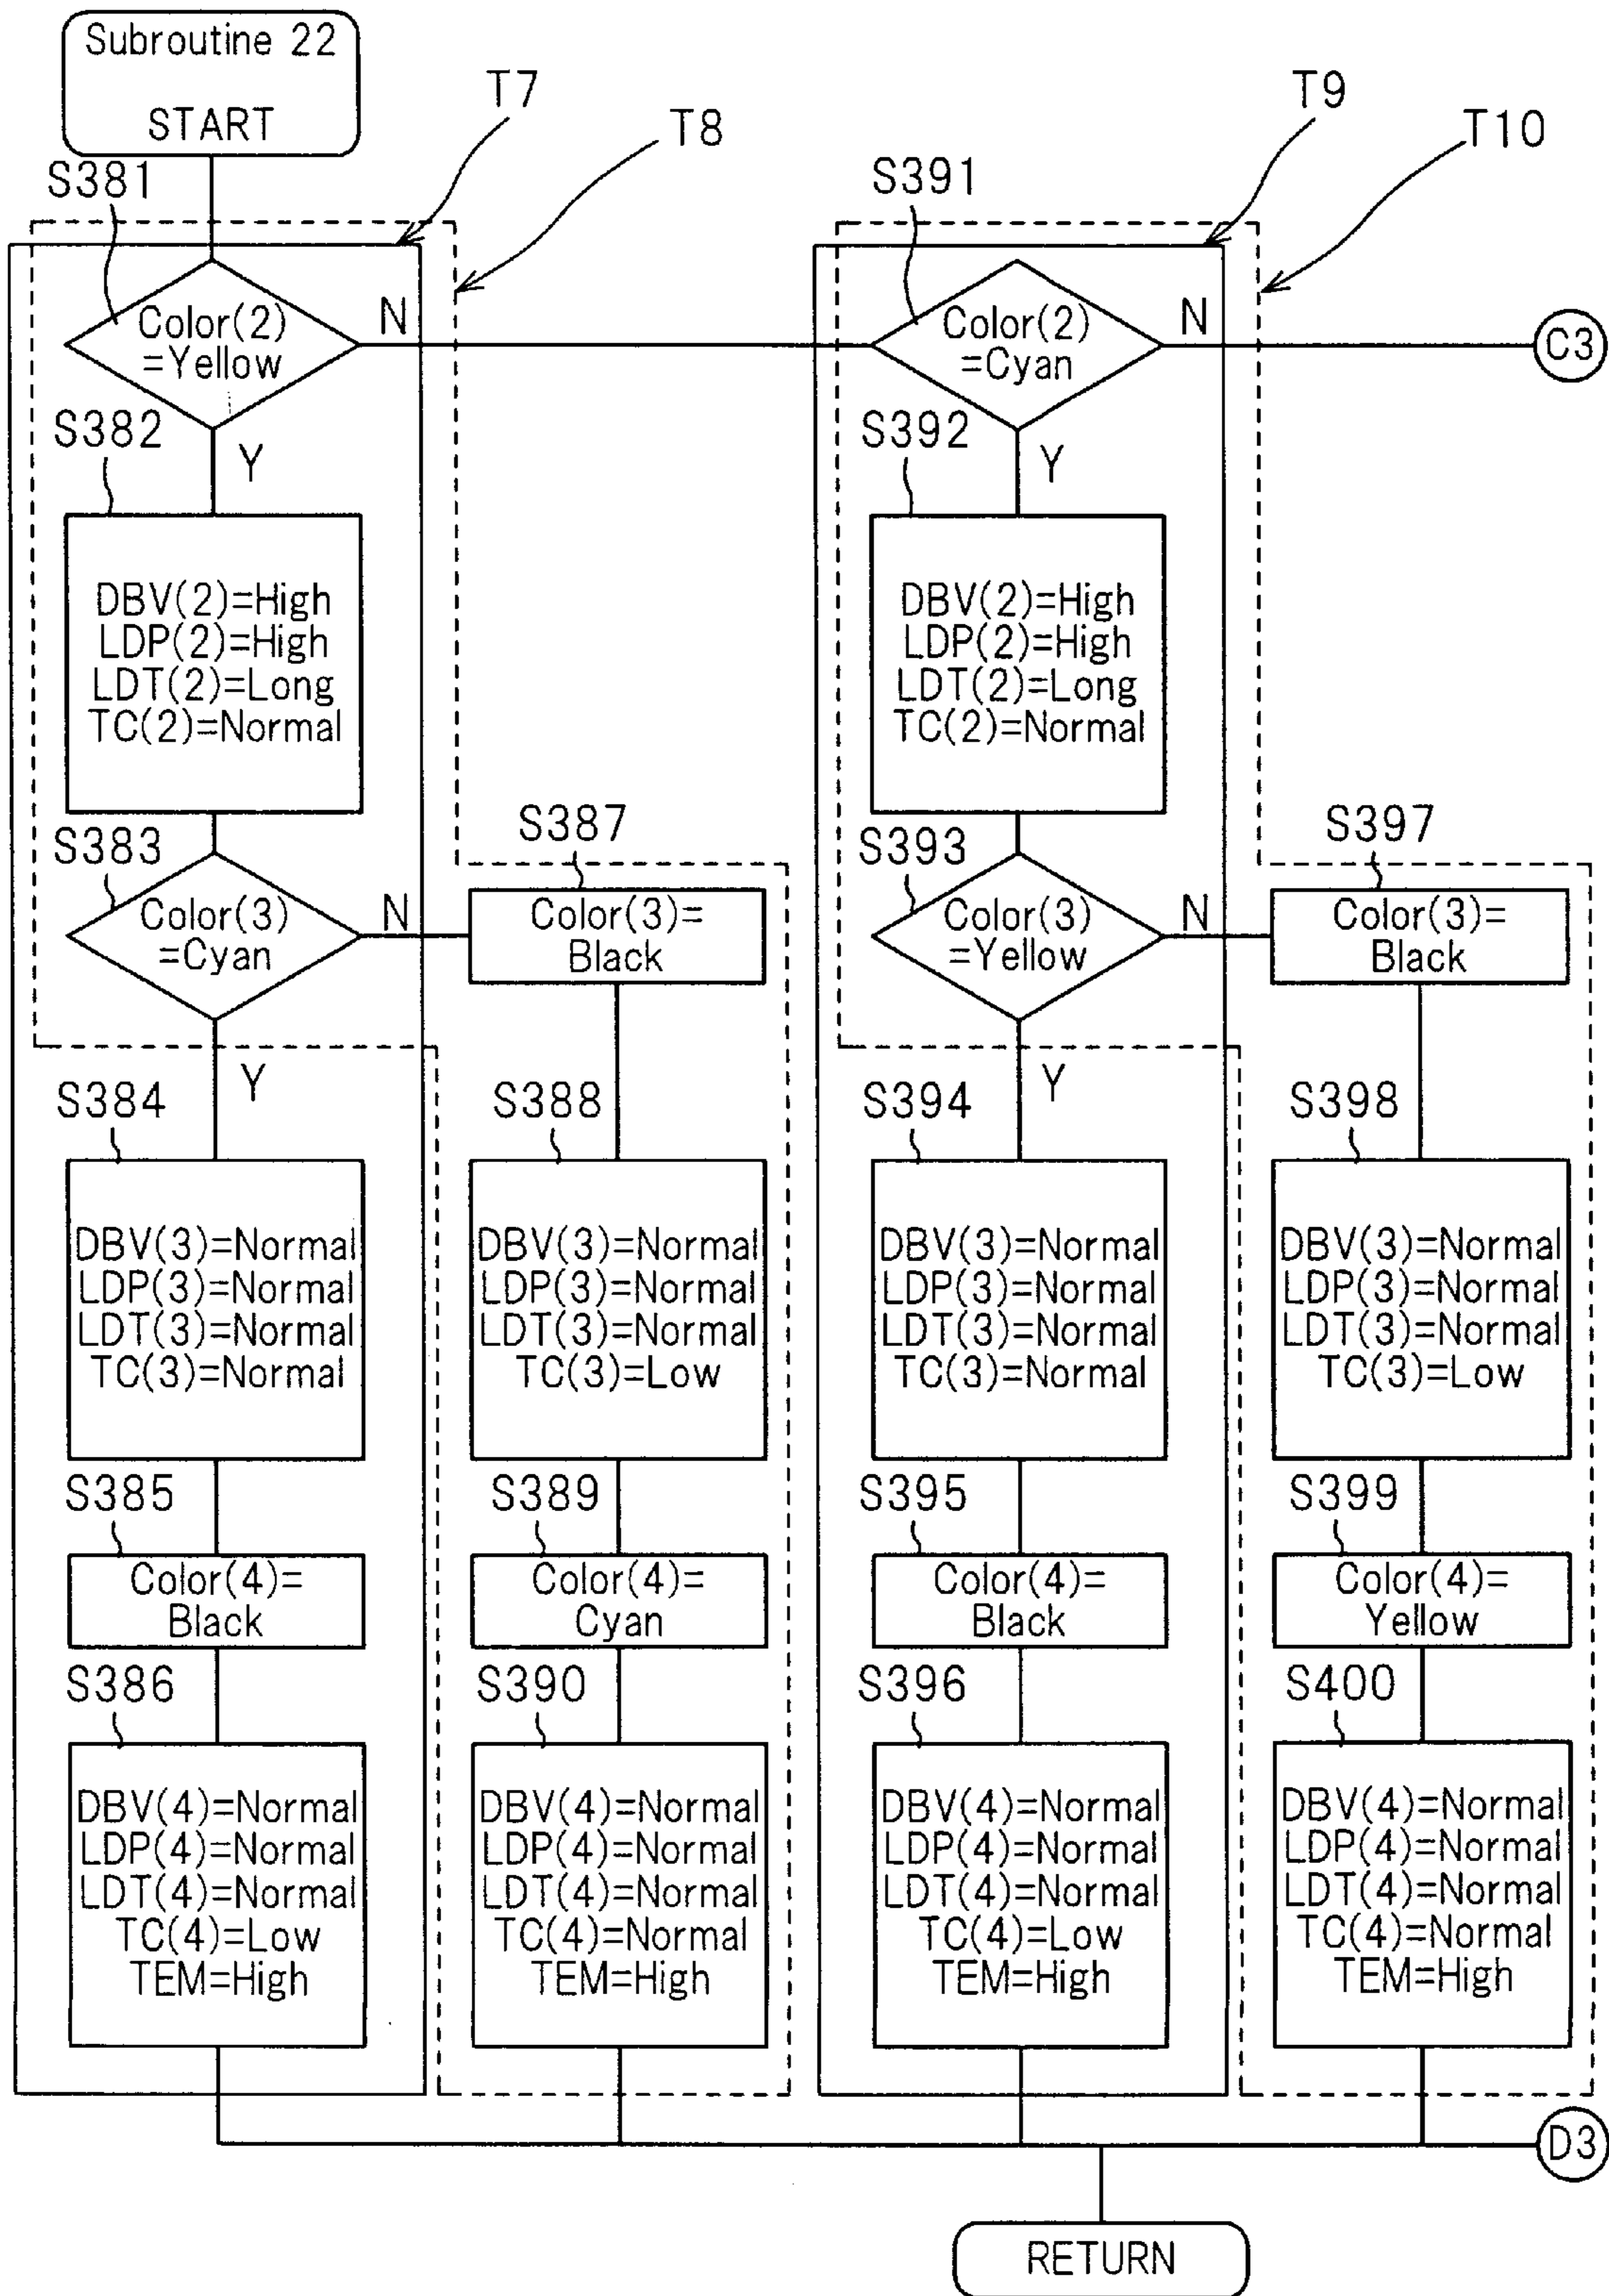 Subroutine 22
START
T7
T8
T9
T10
S381
Color(2)
=Yellow
N
Y
S382
DBV(2)=High
LDP(2)=High
LDT(2)=Long
TC(2)=Normal
S383
Color(3)
=Cyan
N
Y
S384
DBV(3)=Normal
LDP(3)=Normal
LDT(3)=Normal
TC(3)=Normal
S385
Color(4)=
Black
S386
DBV(4)=Normal
LDP(4)=Normal
LDT(4)=Normal
TC(4)=Low
TEM=High
S387
Color(3)=
Black
S388
DBV(3)=Normal
LDP(3)=Normal
LDT(3)=Normal
TC(3)=Low
S389
Color(4)=
Cyan
S390
DBV(4)=Normal
LDP(4)=Normal
LDT(4)=Normal
TC(4)=Normal
TEM=High
S391
Color(2)
=Cyan
N
C3
Y
S392
DBV(2)=High
LDP(2)=High
LDT(2)=Long
TC(2)=Normal
S393
Color(3)
=Yellow
N
Y
S394
DBV(3)=Normal
LDP(3)=Normal
LDT(3)=Normal
TC(3)=Normal
S395
Color(4)=
Black
S396
DBV(4)=Normal
LDP(4)=Normal
LDT(4)=Normal
TC(4)=Low
TEM=High
S397
Color(3)=
Black
S398
DBV(3)=Normal
LDP(3)=Normal
LDT(3)=Normal
TC(3)=Low
S399
Color(4)=
Yellow
S400
DBV(4)=Normal
LDP(4)=Normal
LDT(4)=Normal
TC(4)=Normal
TEM=High
D3
RETURN